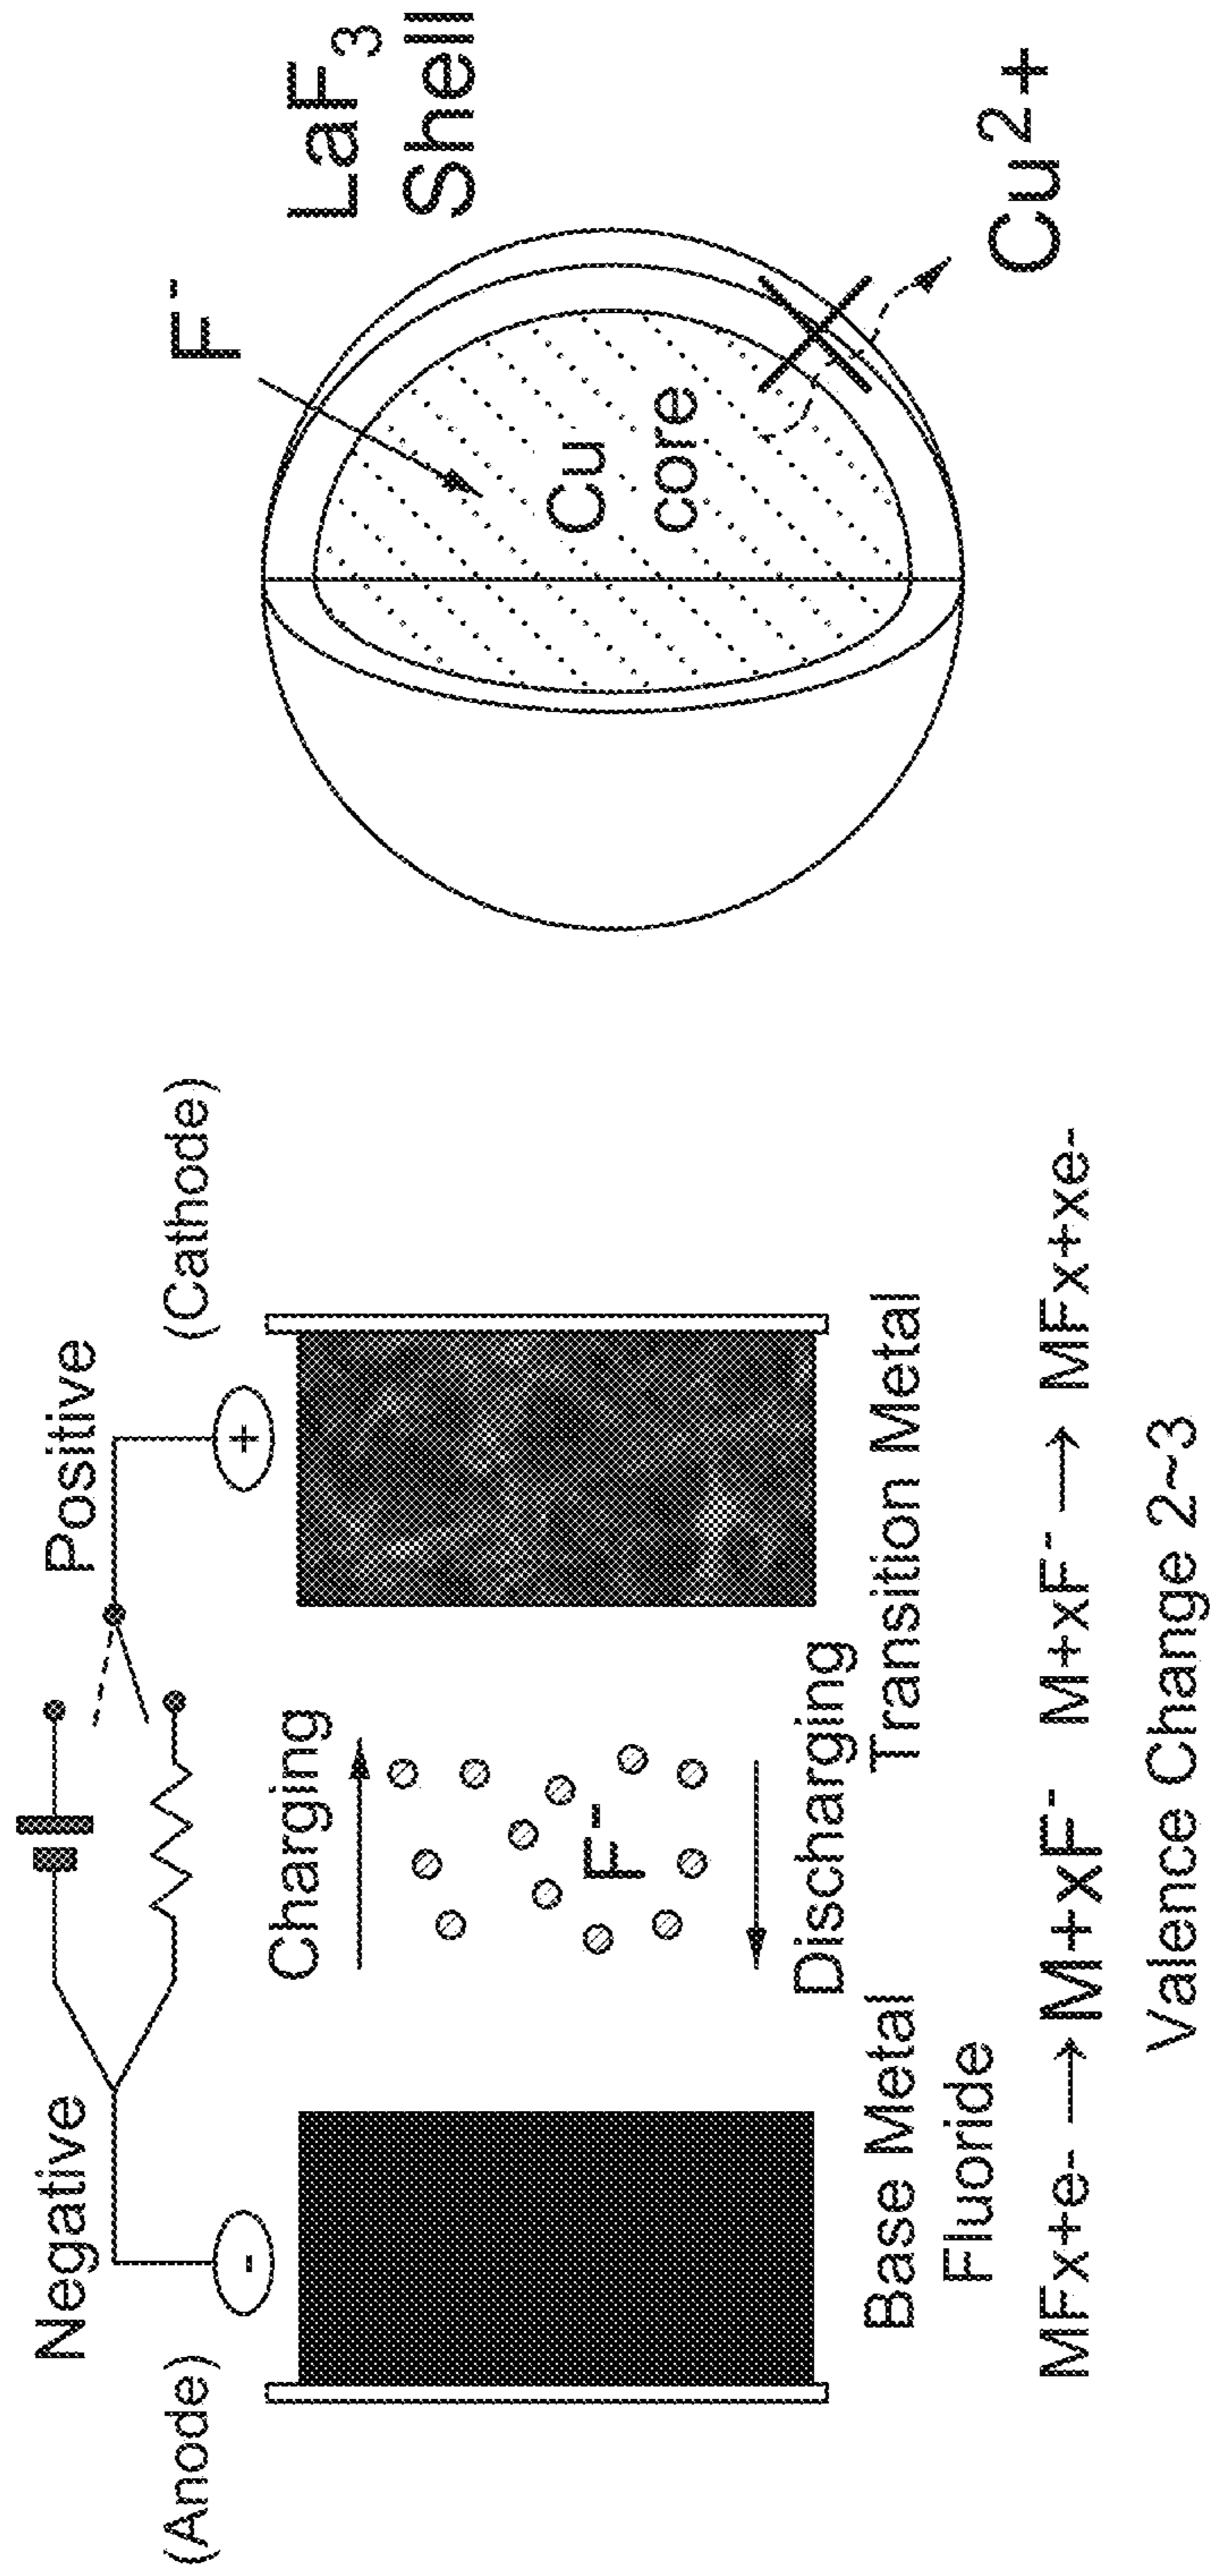 Negative
Positive
(Anode)
(Cathode)
-
+
Charging
F⁻
Discharging
Base Metal
Fluoride
Transition Metal
MFx+e- → M+xF⁻
M+xF⁻ → MFx+xe-
Valence Change 2~3
F⁻
LaF₃
Shell
Cu
core
Cu²+